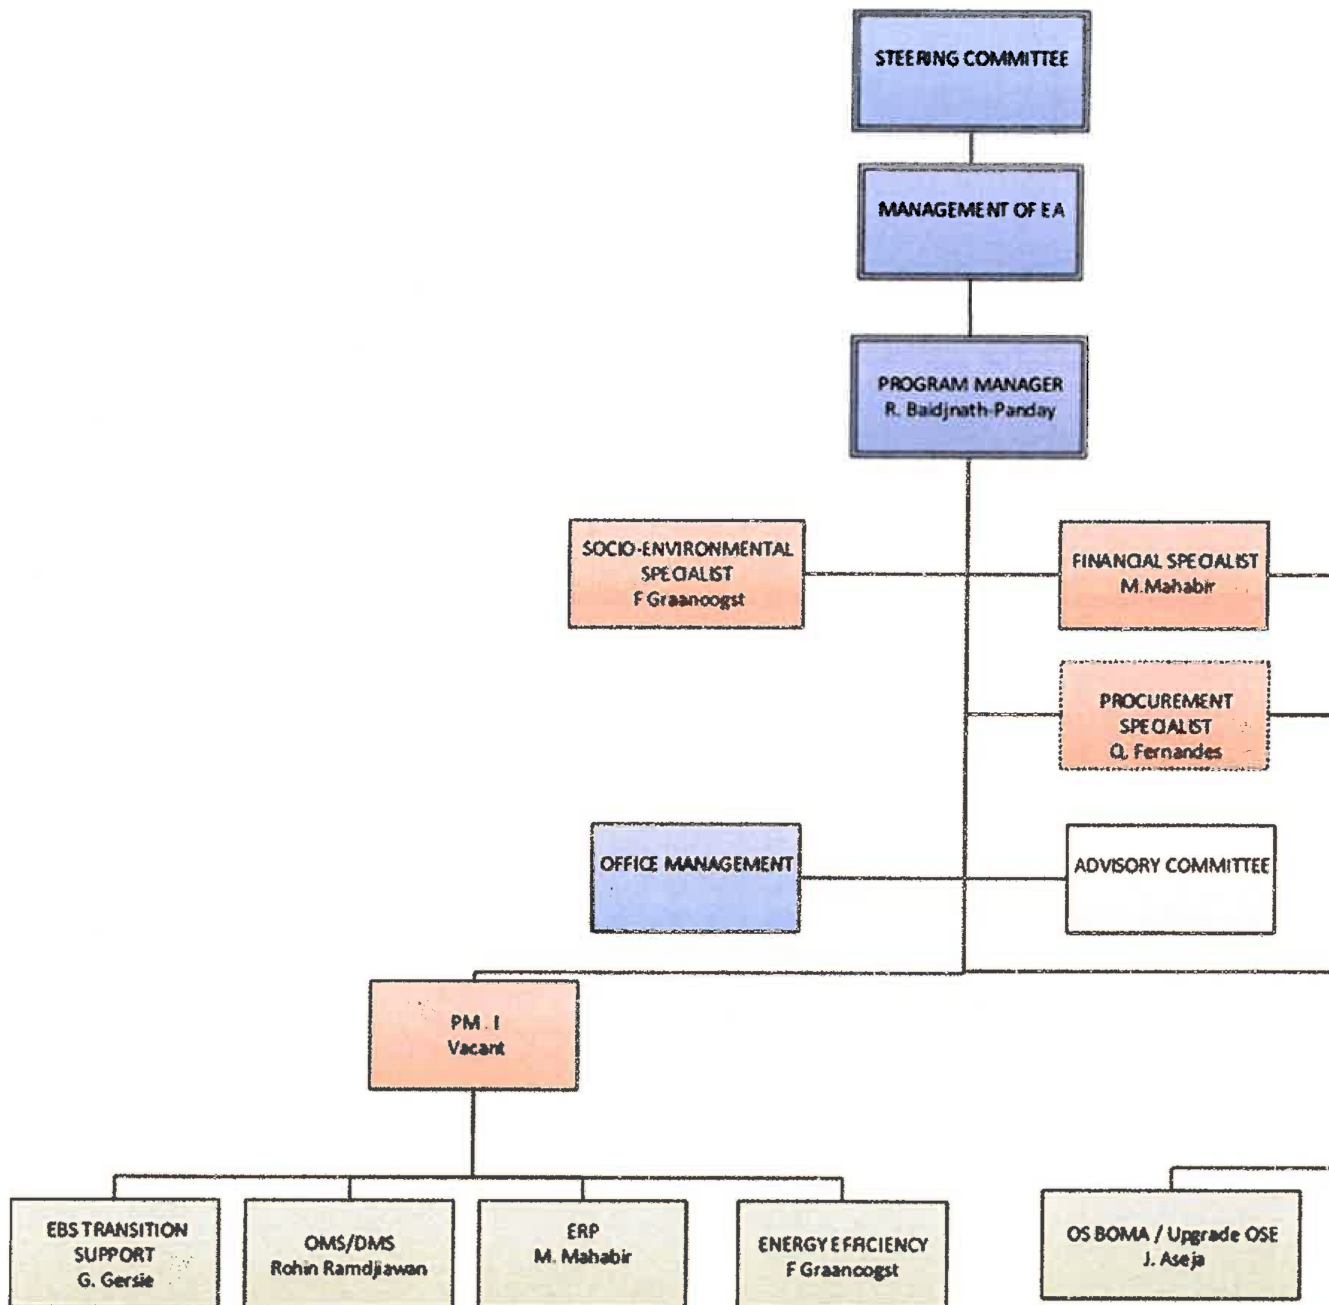 STEERING COMMITTEE
MANAGEMENT OF EA
PROGRAM MANAGER
R. Baidjnath-Panday
SOCIO-ENVIRONMENTAL
SPECIALIST
F Graanoogst
FINANCIAL SPECIALIST
M.Mahabir
PROCUREMENT
SPECIALIST
Q. Fernandes
OFFICE MANAGEMENT
ADVISORY COMMITTEE
PM . I
Vacant
EBS TRANSITION
SUPPORT
G. Gersie
OMS/DMS
Rohin Ramdjiawan
ERP
M. Mahabir
ENERGY EFFICIENCY
F Graanoogst
OS BOMA / Upgrade OSE
J. Aseja